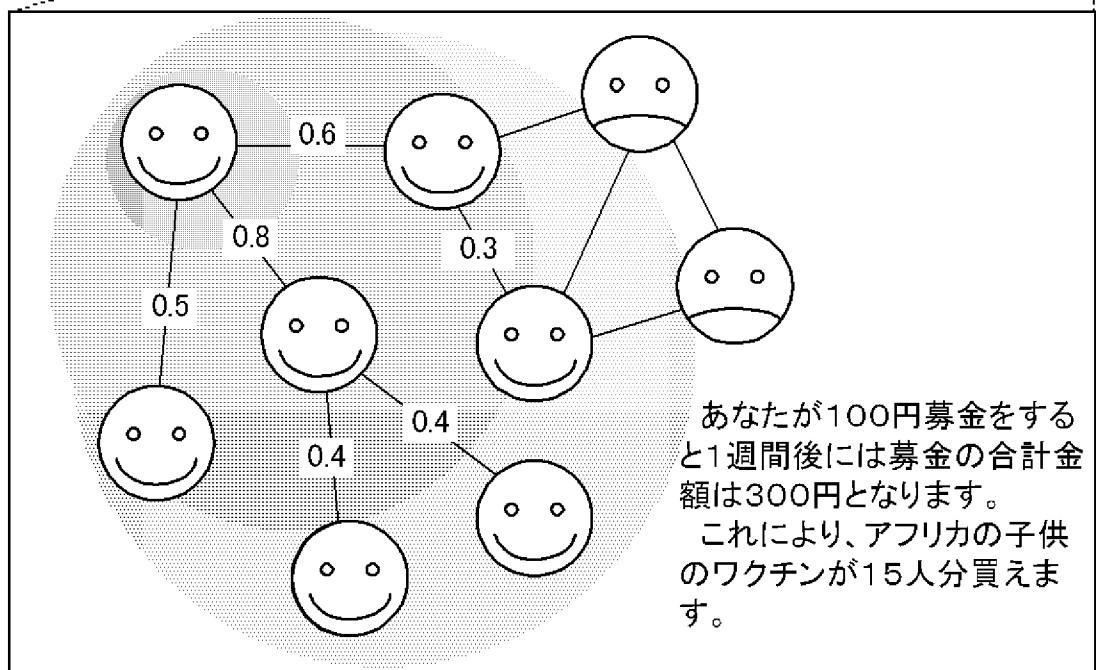 0.6
0.8
0.3
0.5
0.4
0.4
あなたが100円募金をする
と1週間後には募金の合計金
額は300円となります。
これにより、アフリカの子供
のワクチンが15人分買えま
す。